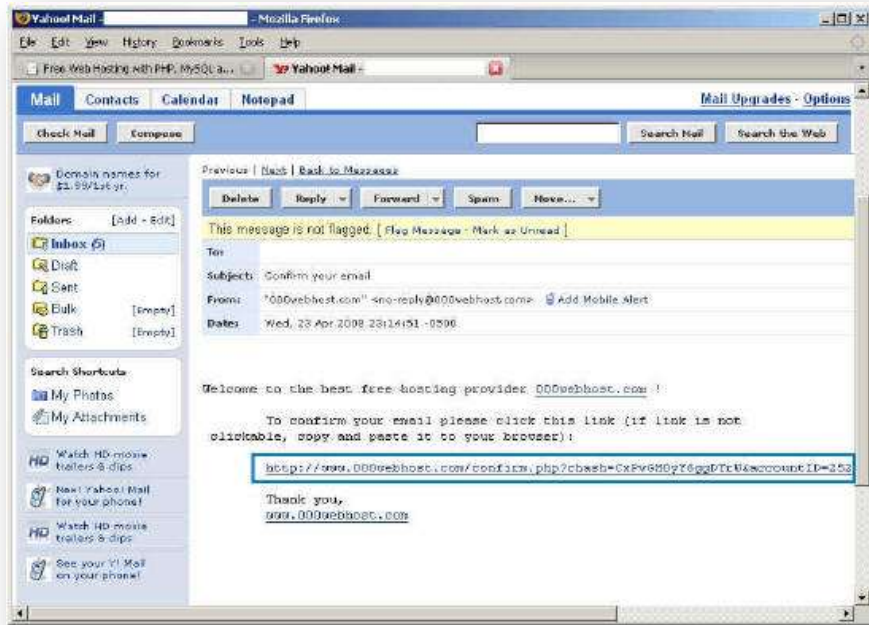 Yahoo! Mail - - Mozilla Firefox
File Edit View History Bookmarks Tools Help
Free Web Hosting with PHP, MySQL a... Yahoo! Mail -
Mail Contacts Calendar Notepad Mail Upgrades - Options
Check Mail Compose Search Mail Search the Web
Domain names for
$1.99/1st yr.
Previous | Next | Back to Messages
Delete Reply Forward Spam Move...
Folders [Add - Edit]
This message is not flagged. [ Flag Message - Mark as Unread ]
Inbox (5)
Draft
Sent
Bulk [Empty]
Trash [Empty]
To:
Subject: Confirm your email
From: "000webhost.com" <no-reply@000webhost.com> Add Mobile Alert
Date: Wed, 23 Apr 2008 23:14:51 -0500
Search Shortcuts
My Photos
My Attachments
HD Watch HD movie
trailers & clips
New! Yahoo! Mail
for your phone!
HD Watch HD movie
trailers & clips
See your Y! Mail
on your phone!
Welcome to the best free hosting provider 000webhost.com !
To confirm your email please click this link (if link is not
clickable, copy and paste it to your browser):
Thank you,
www.000webhost.com